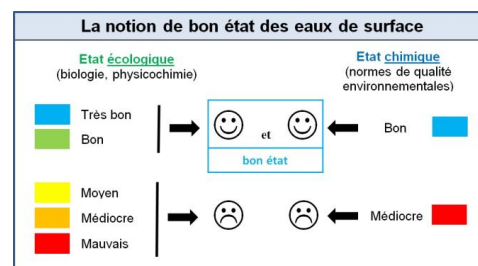 La notion de bon état des eaux de surface
Etat écologique
(biologie, physicochimie)
Etat chimique
(normes de qualité
environnementales)
Très bon
Bon
et
Bon
bon état
Moyen
Médiocre
Mauvais
Médiocre